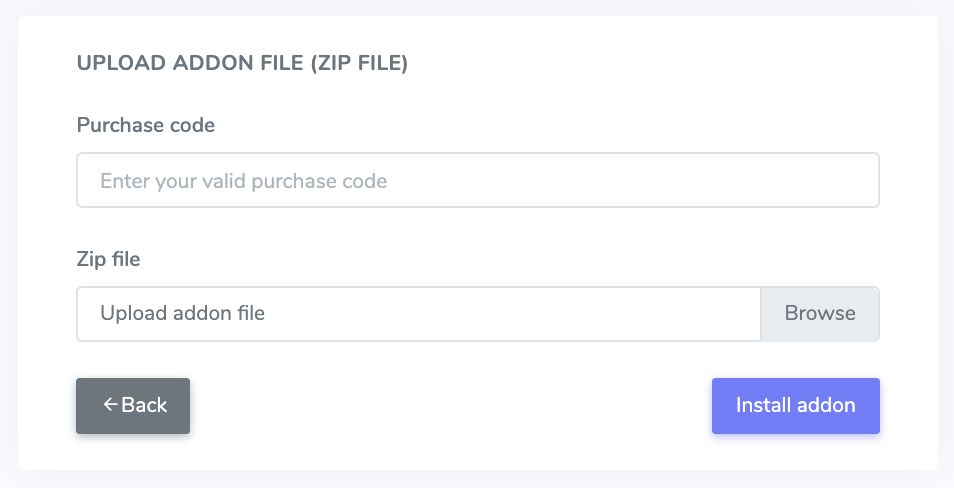 UPLOAD ADDON FILE (ZIP FILE)
Purchase code
Enter your valid purchase code
Zip file
Upload addon file
Browse
←Back
Install addon